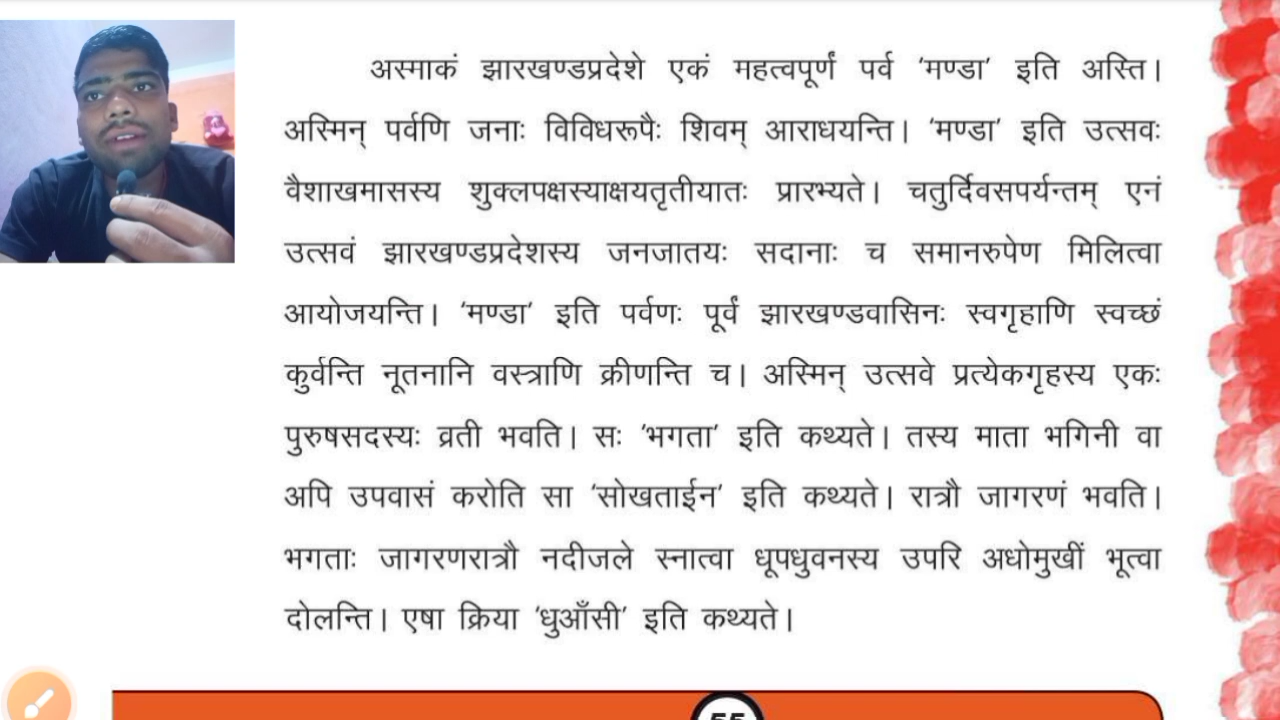 अस्माकं झारखण्डप्रदेशे एकं महत्वपूर्णं पर्व ‘मण्डा’ इति अस्ति।
अस्मिन् पर्वणि जनाः विविधरूपैः शिवम् आराधयन्ति। ‘मण्डा’ इति उत्सवः
वैशाखमासस्य शुक्लपक्षस्याक्षयतृतीयातः प्रारभ्यते। चतुर्दिवसपर्यन्तम् एनं
उत्सवं झारखण्डप्रदेशस्य जनजातयः सदानाः च समानरुपेण मिलित्वा
आयोजयन्ति। ‘मण्डा’ इति पर्वणः पूर्वं झारखण्डवासिनः स्वगृहाणि स्वच्छं
कुर्वन्ति नूतनानि वस्त्राणि क्रीणन्ति च। अस्मिन् उत्सवे प्रत्येकगृहस्य एकः
पुरुषसदस्यः व्रती भवति। सः ‘भगता’ इति कथ्यते। तस्य माता भगिनी वा
अपि उपवासं करोति सा ‘सोखताईन’ इति कथ्यते। रात्रौ जागरणं भवति।
भगताः जागरणरात्रौ नदीजले स्नात्वा धूपधुवनस्य उपरि अधोमुखीं भूत्वा
दोलन्ति। एषा क्रिया ‘धुआँसी’ इति कथ्यते।
55